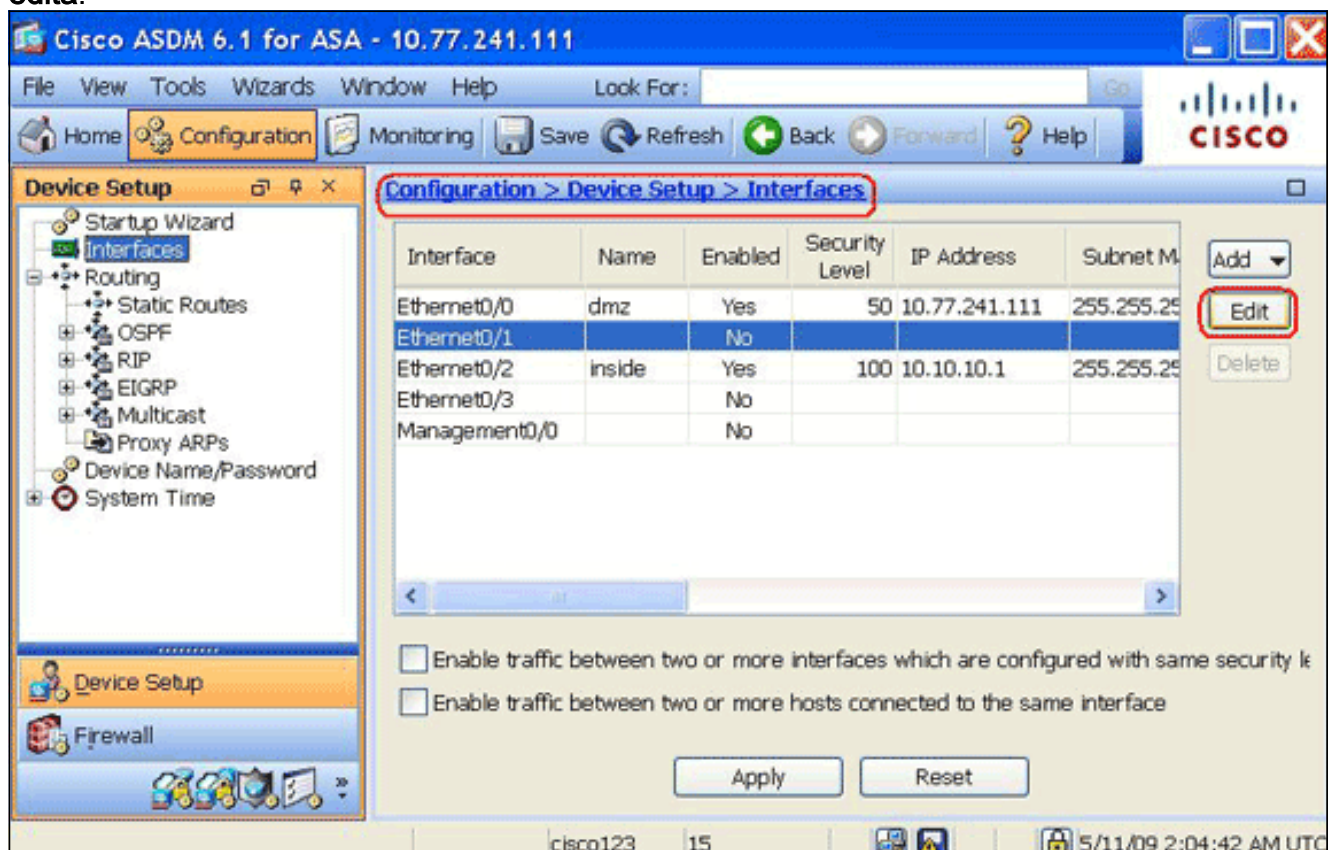 edita.
Cisco ASDM 6.1 for ASA - 10.77.241.111
File View Tools Wizards Window Help Look For: Go
Home Configuration Monitoring Save Refresh Back Forward Help
CISCO
Device Setup
Startup Wizard
Interfaces
Routing
Static Routes
OSPF
RIP
EIGRP
Multicast
Proxy ARPs
Device Name/Password
System Time
Device Setup
Firewall
Configuration > Device Setup > Interfaces
Interface Name Enabled Security Level IP Address Subnet M
Ethernet0/0 dmz Yes 50 10.77.241.111 255.255.25
Ethernet0/1 No
Ethernet0/2 inside Yes 100 10.10.10.1 255.255.25
Ethernet0/3 No
Management0/0 No
Add
Edit
Delete
Enable traffic between two or more interfaces which are configured with same security le
Enable traffic between two or more hosts connected to the same interface
Apply Reset
cisco123 15 5/11/09 2:04:42 AM UTC